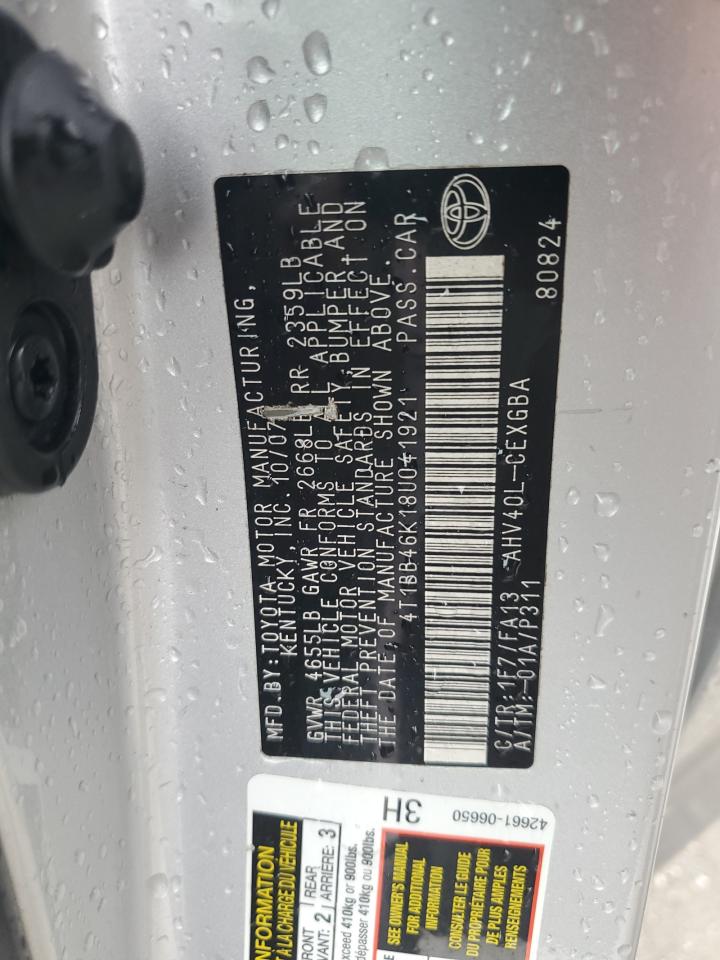 MFD. BY: TOYOTA MOTOR MANUFACTURING,
KENTUCKY, INC. 10/07
GVWR 4655LB GAWR FR 2668LB RR 2359LB
THIS VEHICLE CONFORMS TO ALL APPLICABLE
FEDERAL MOTOR VEHICLE SAFETY BUMPER AND
THEFT PREVENTION STANDARDS IN EFFECT ON
THE DATE OF MANUFACTURE SHOWN ABOVE.
4T1BB46K18U041921 PASS.CAR
C/TR: 1F7/FA13 AHV40L-CEXGBA
A/TM: -01A/P311 80824
INFORMATION
À LA CHARGE DU VÉHICULE
FRONT
AVANT: 2
REAR
ARRIÈRE: 3
exceed 410kg or 900lbs.
dépasser 410kg ou 900lbs.
SEE OWNER'S MANUAL
FOR ADDITIONAL
INFORMATION
CONSULTER LE GUIDE
DU PROPRIÉTAIRE POUR
DE PLUS AMPLES
RENSEIGNEMENTS
3H
42661-06650